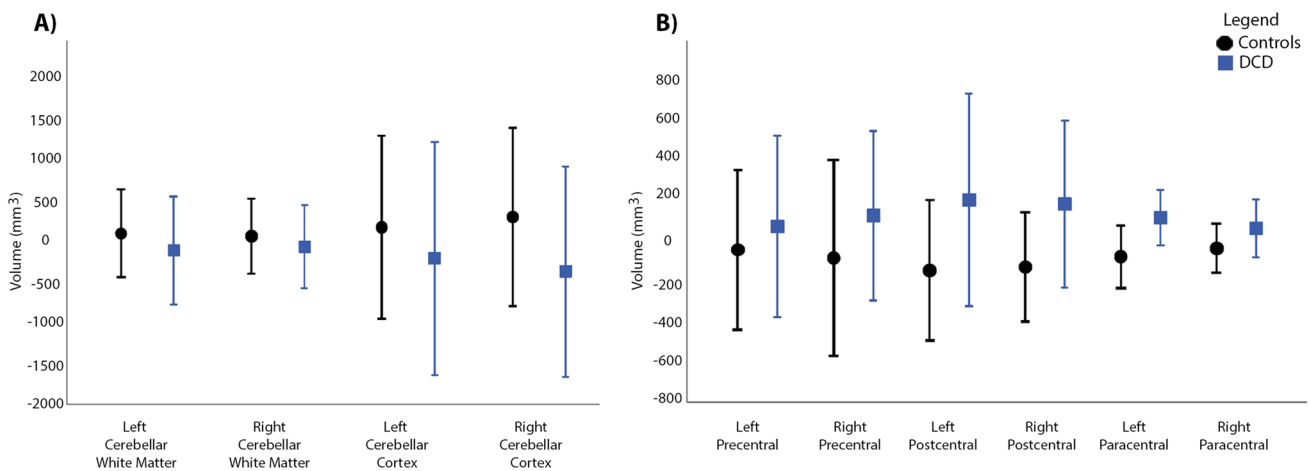 A)
2000
1500
1000
500
0
-500
-1000
-1500
-2000
Volume (mm3)
Left
Cerebellar
White Matter
Right
Cerebellar
White Matter
Left
Cerebellar
Cortex
Right
Cerebellar
Cortex
B)
Legend
Controls
DCD
800
600
400
200
0
-200
-400
-600
-800
Volume (mm3)
Left
Precentral
Right
Precentral
Left
Postcentral
Right
Postcentral
Left
Paracentral
Right
Paracentral